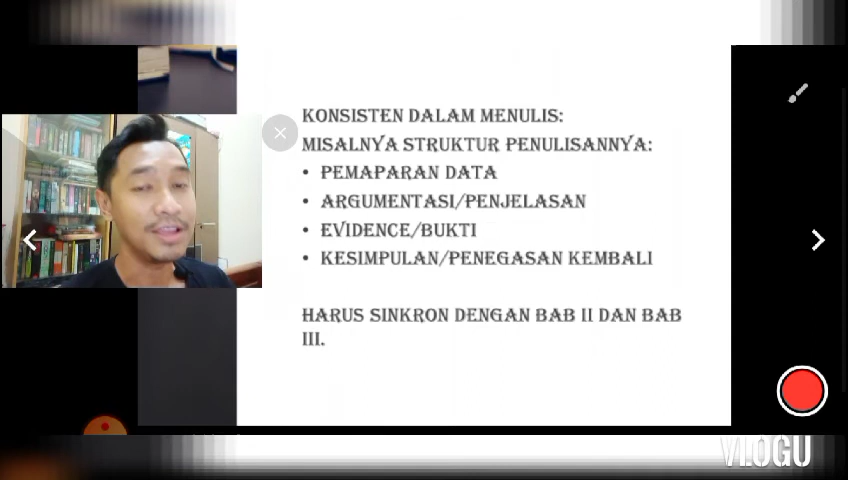 KONSISTEN DALAM MENULIS:
MISALNYA STRUKTUR PENULISANNYA:
• PEMAPARAN DATA
• ARGUMENTASI/PENJELASAN
• EVIDENCE/BUKTI
• KESIMPULAN/PENEGASAN KEMBALI
HARUS SINKRON DENGAN BAB II DAN BAB
III.
VLOGU